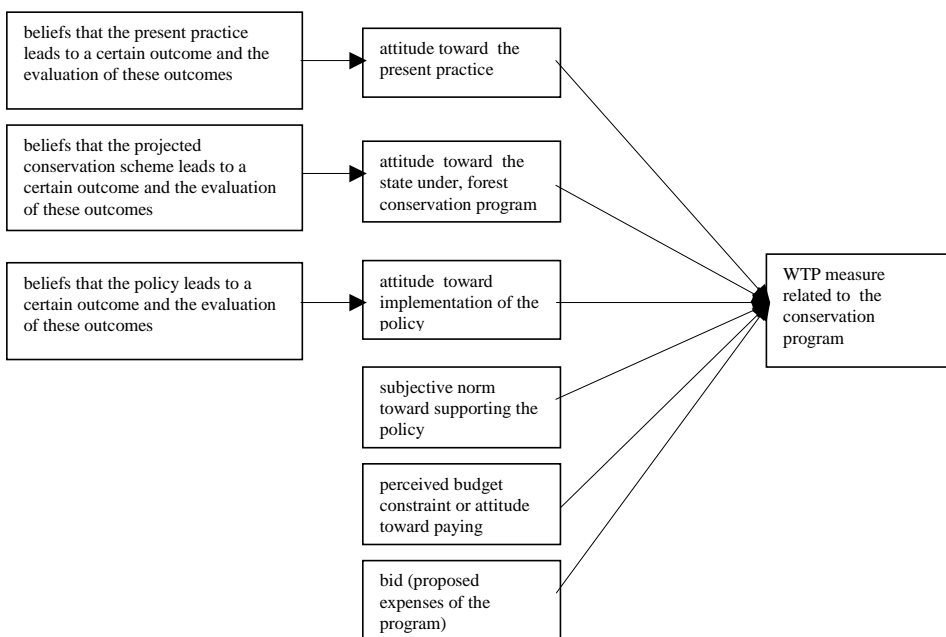 beliefs that the present practice
leads to a certain outcome and the
evaluation of these outcomes
attitude toward the
present practice
beliefs that the projected
conservation scheme leads to a
certain outcome and the evaluation
of these outcomes
attitude toward the
state under, forest
conservation program
beliefs that the policy leads to a
certain outcome and the evaluation
of these outcomes
attitude toward
implementation of the
policy
WTP measure
related to the
conservation
program
subjective norm
toward supporting the
policy
perceived budget
constraint or attitude
toward paying
bid (proposed
expenses of the
program)